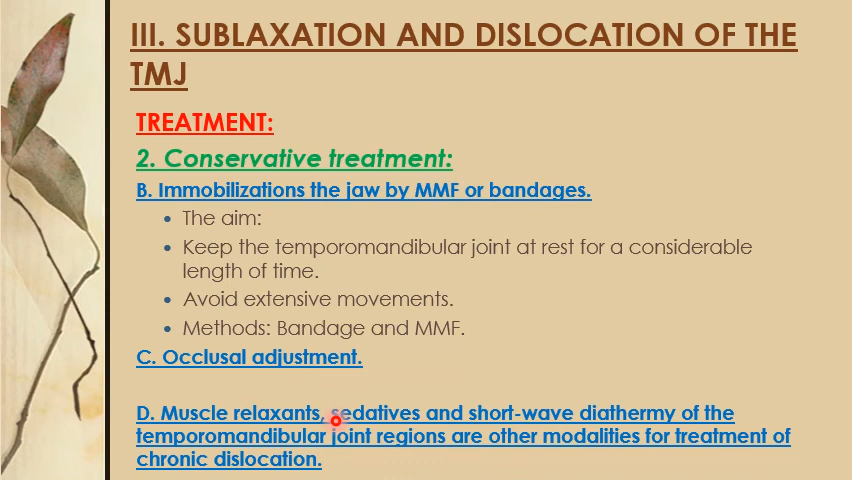 III. SUBLAXATION AND DISLOCATION OF THE
TMJ
TREATMENT:
2. Conservative treatment:
B. Immobilizations the jaw by MMF or bandages.
• The aim:
• Keep the temporomandibular joint at rest for a considerable
length of time.
• Avoid extensive movements.
• Methods: Bandage and MMF.
C. Occlusal adjustment.
D. Muscle relaxants, sedatives and short-wave diathermy of the
temporomandibular joint regions are other modalities for treatment of
chronic dislocation.